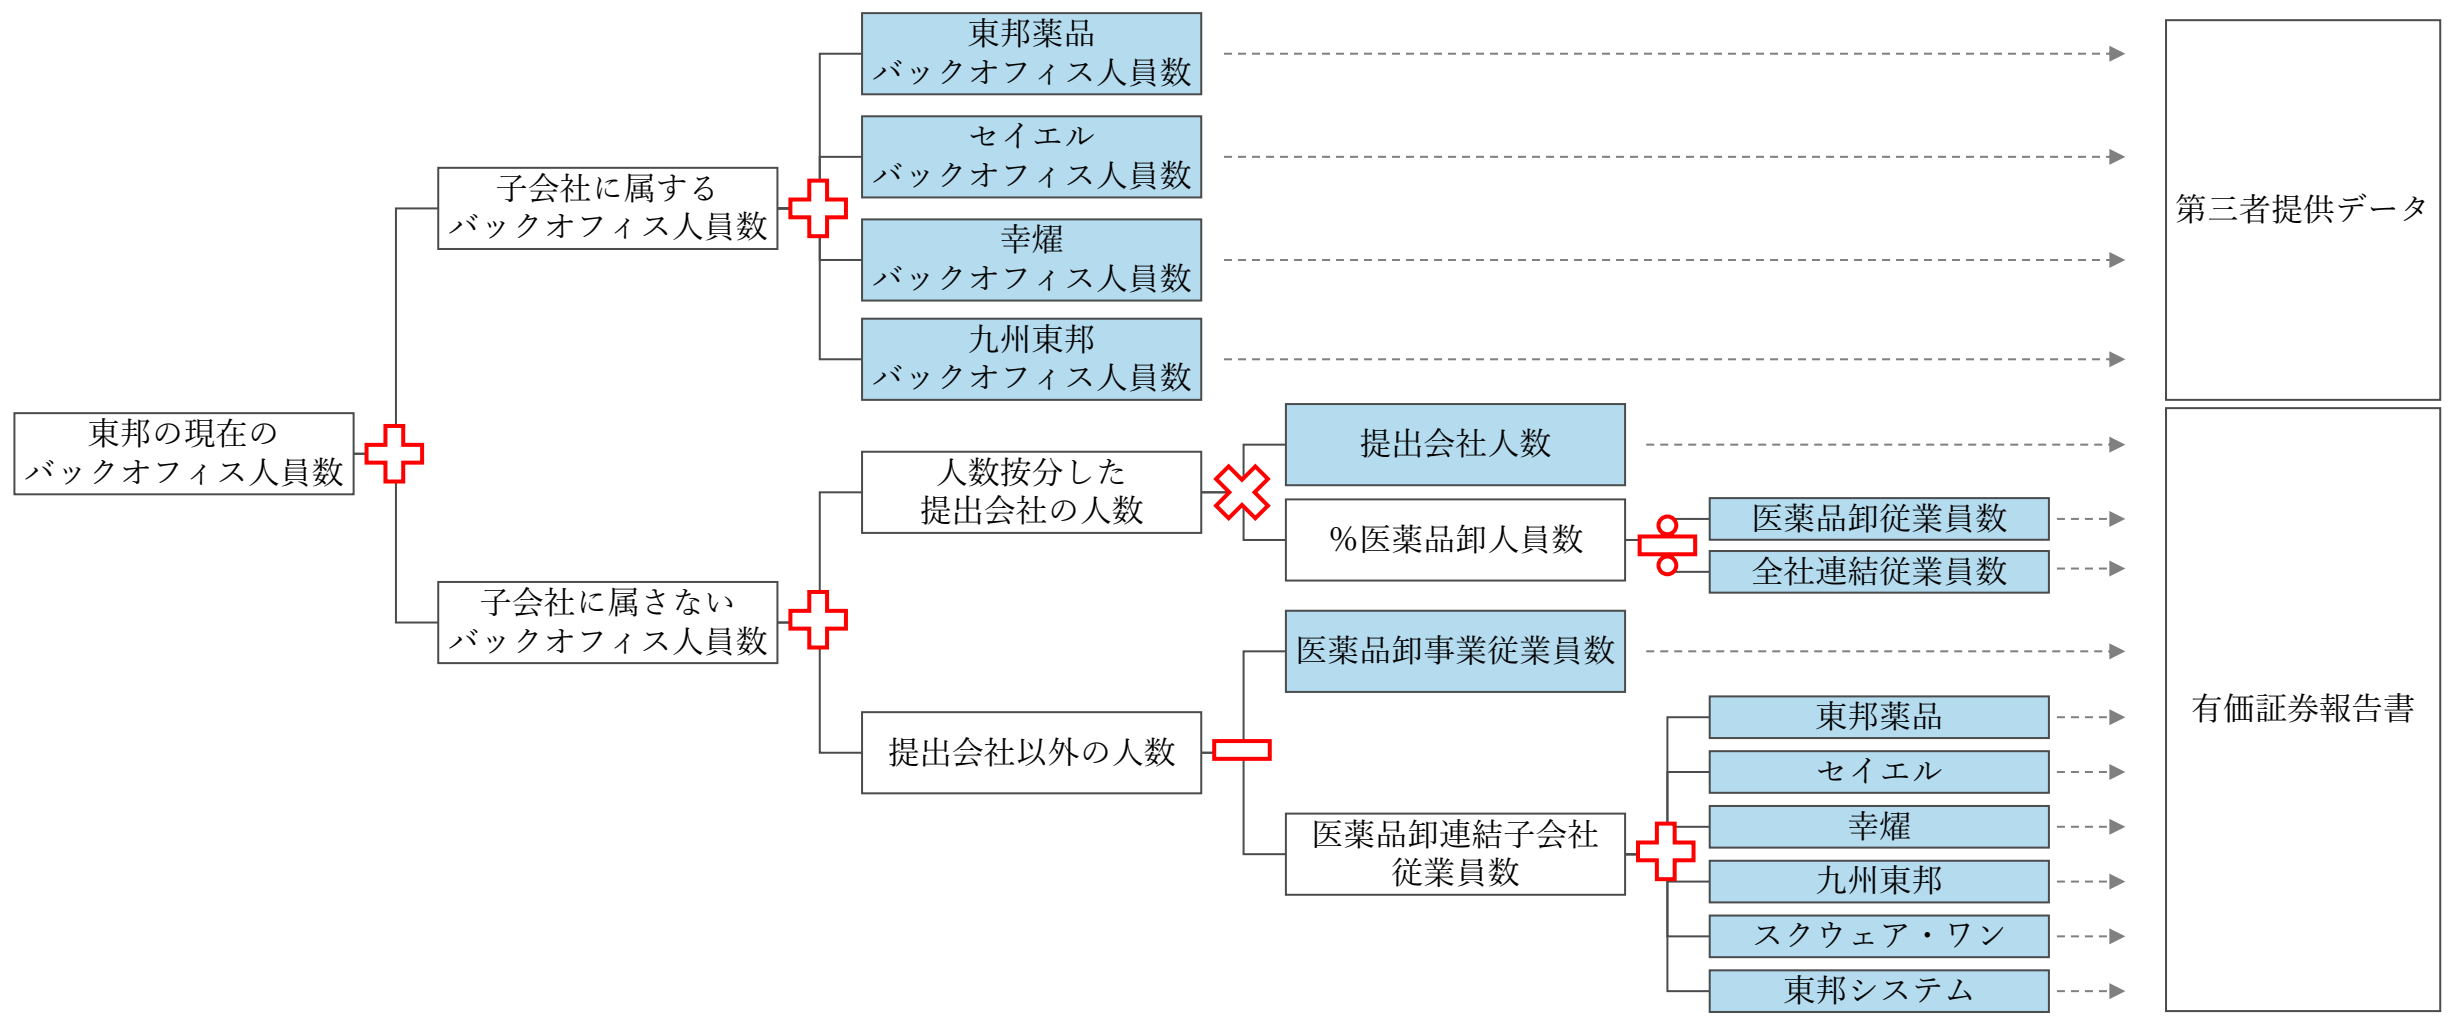 東邦の現在の
バックオフィス人員数
子会社に属する
バックオフィス人員数
東邦薬品
バックオフィス人員数
セイエル
バックオフィス人員数
幸燿
バックオフィス人員数
九州東邦
バックオフィス人員数
第三者提供データ
子会社に属さない
バックオフィス人員数
人数按分した
提出会社の人数
提出会社人数
%医薬品卸人員数
医薬品卸従業員数
全社連結従業員数
提出会社以外の人数
医薬品卸事業従業員数
医薬品卸連結子会社
従業員数
東邦薬品
セイエル
幸燿
九州東邦
スクウェア・ワン
東邦システム
有価証券報告書